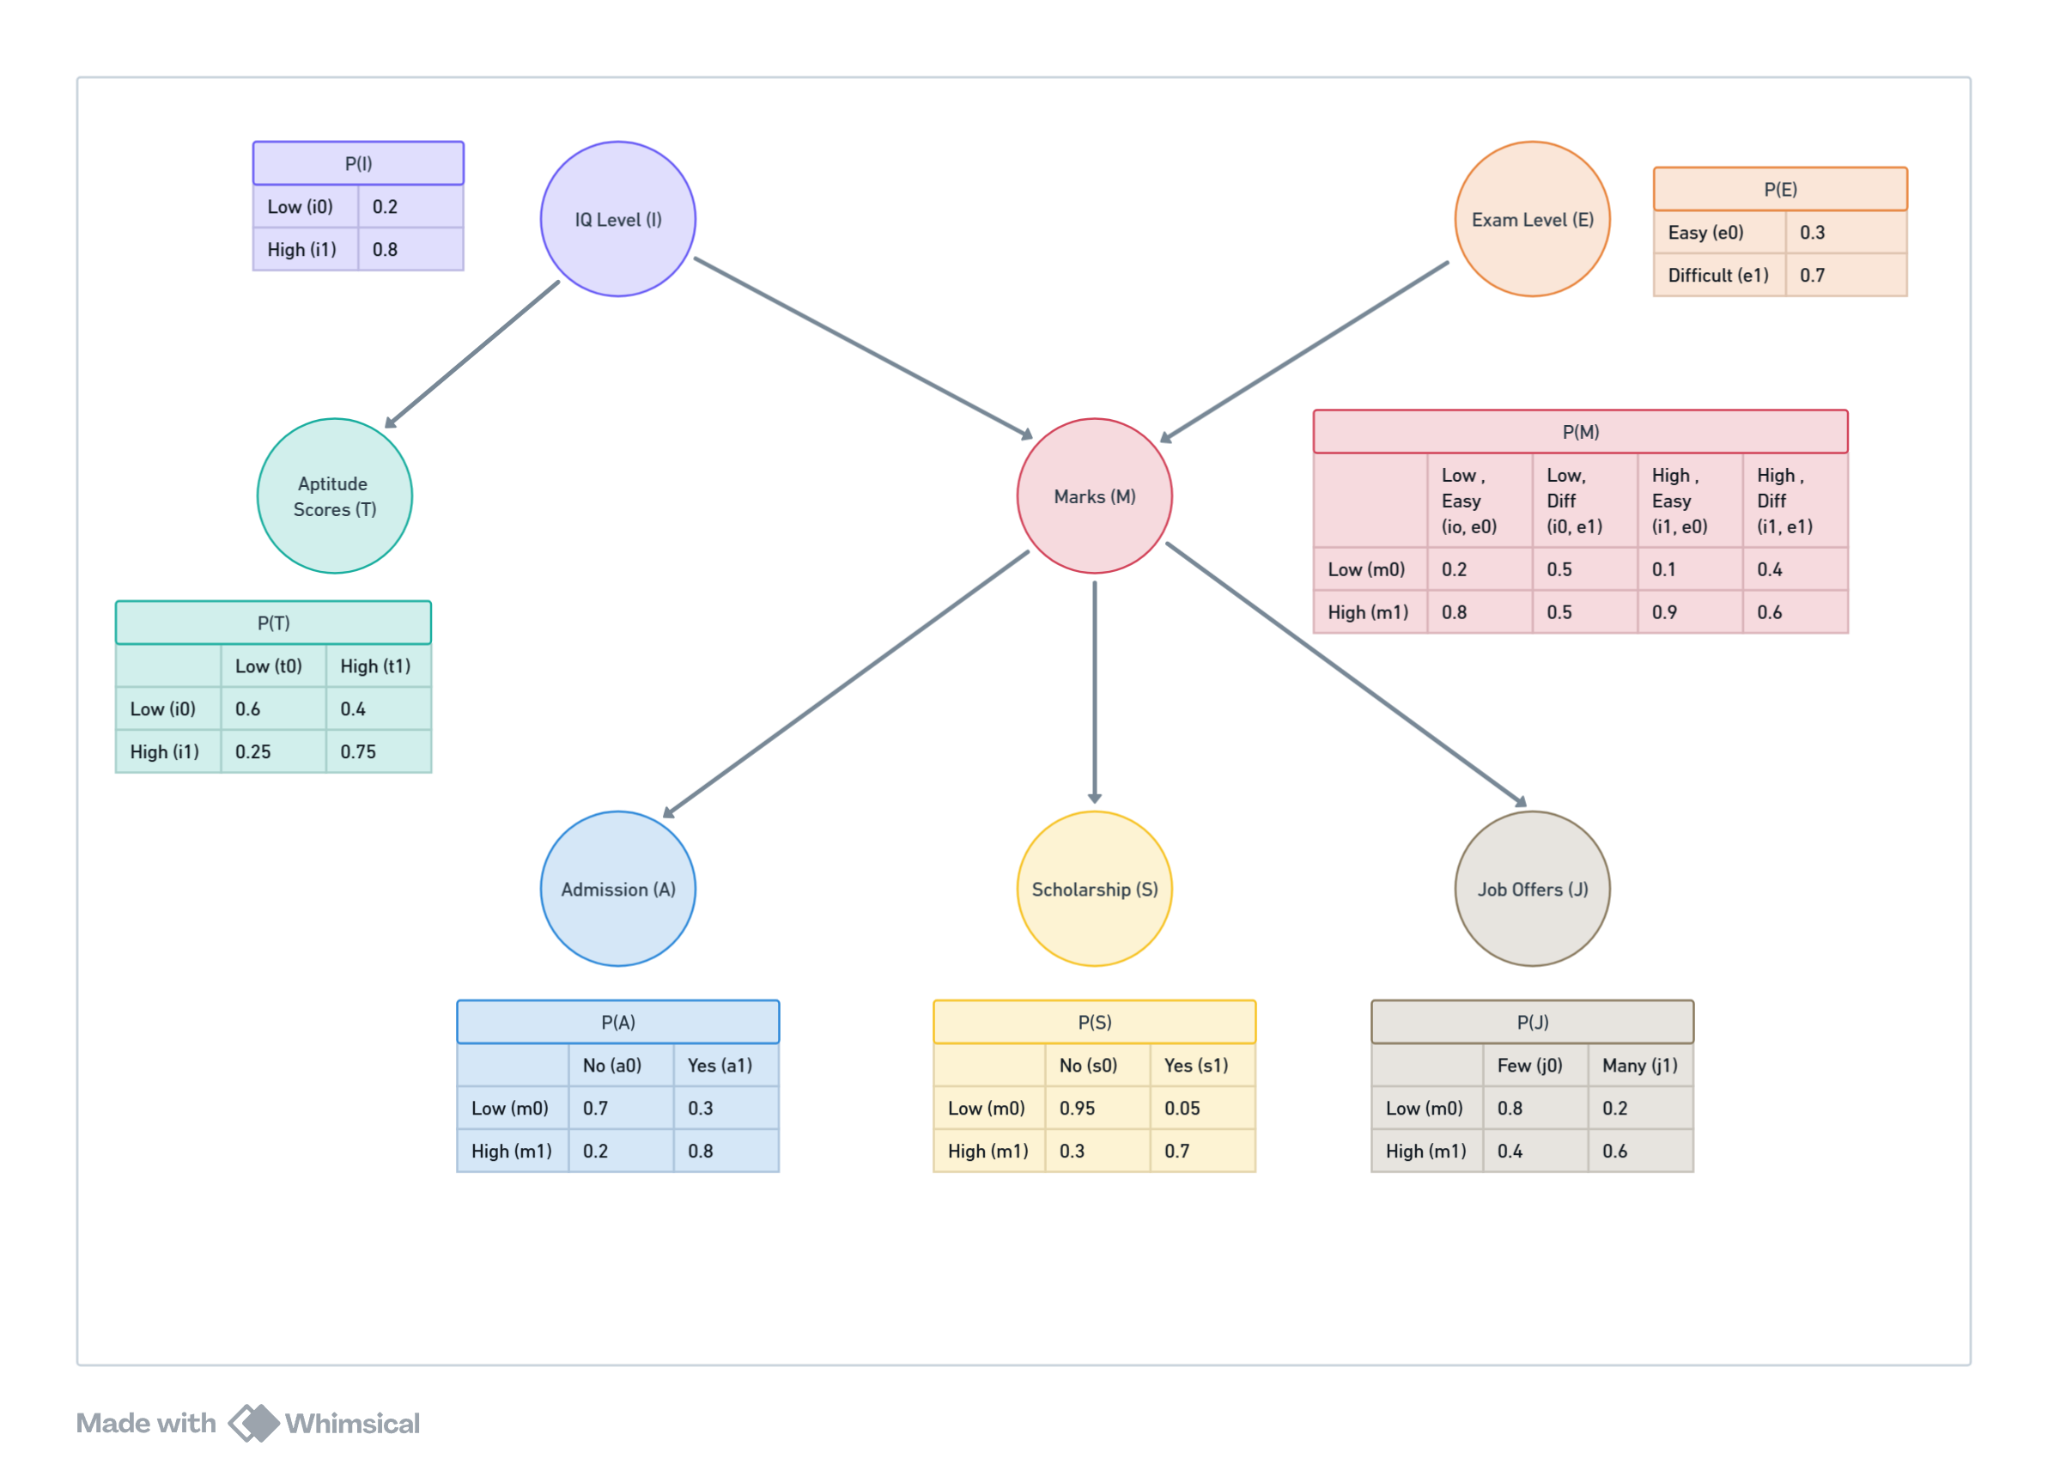 P(I)
Low (i0) 0.2
High (i1) 0.8
IQ Level (I)
Exam Level (E)
P(E)
Easy (e0) 0.3
Difficult (e1) 0.7
Aptitude
Scores (T)
Marks (M)
P(M)
Low , Low, High , High ,
Easy Diff Easy Diff
(io, e0) (i0, e1) (i1, e0) (i1, e1)
Low (m0) 0.2 0.5 0.1 0.4
High (m1) 0.8 0.5 0.9 0.6
P(T)
Low (t0) High (t1)
Low (i0) 0.6 0.4
High (i1) 0.25 0.75
Admission (A)
Scholarship (S)
Job Offers (J)
P(A)
No (a0) Yes (a1)
Low (m0) 0.7 0.3
High (m1) 0.2 0.8
P(S)
No (s0) Yes (s1)
Low (m0) 0.95 0.05
High (m1) 0.3 0.7
P(J)
Few (j0) Many (j1)
Low (m0) 0.8 0.2
High (m1) 0.4 0.6
Made with Whimsical